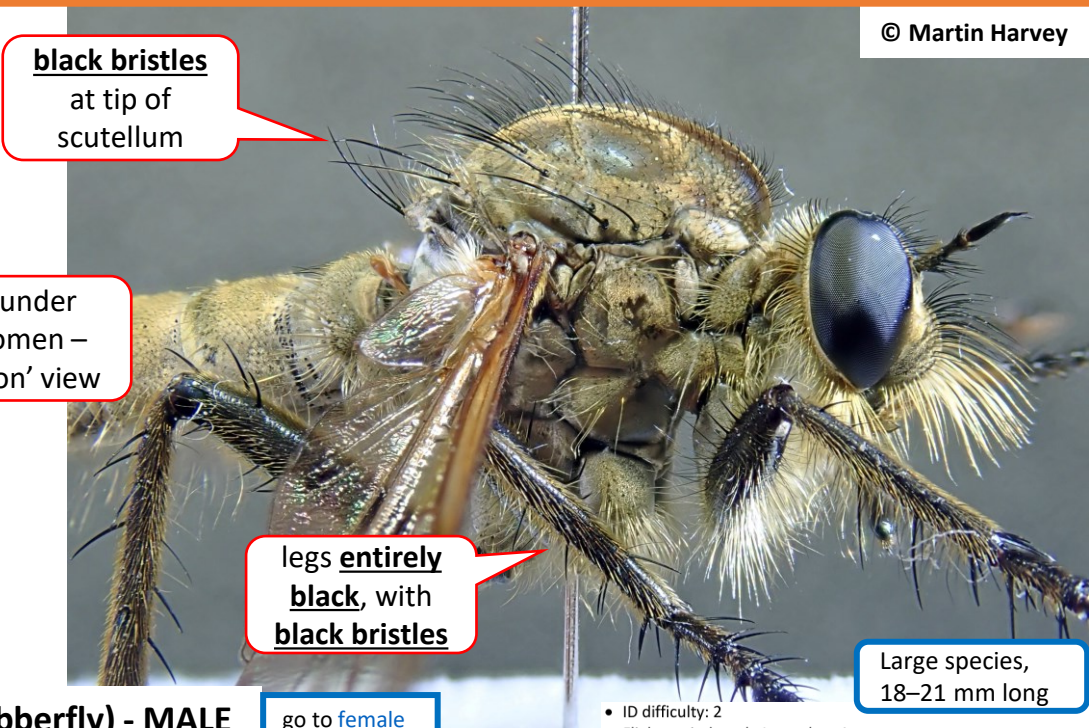 © Martin Harvey
black bristles
at tip of
scutellum
under
on’ view
legs entirely
black, with
black bristles
Large species,
18–21 mm long
bberfly) - MALE
go to female
• ID difficulty: 2